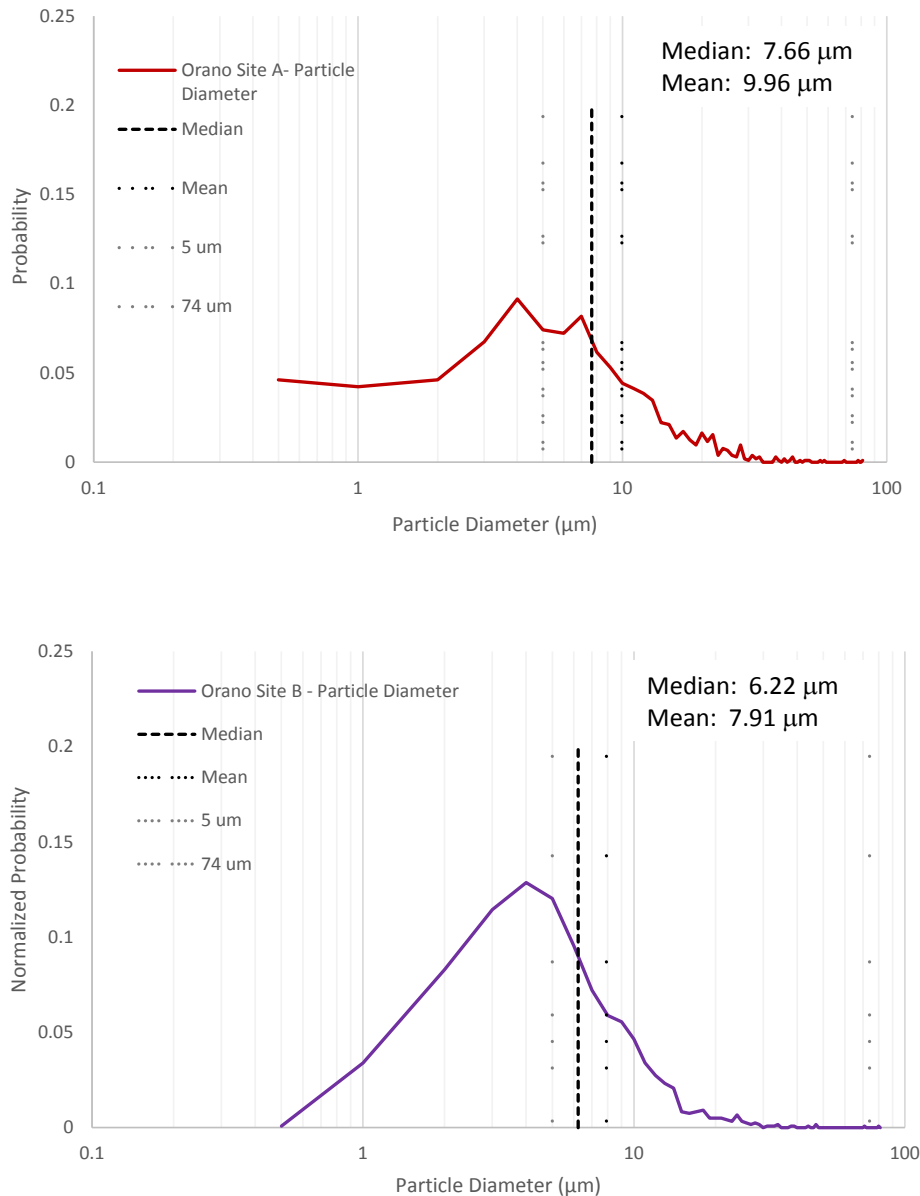 0.25
Median: 7.66 μm
Mean: 9.96 μm
Orano Site A- Particle
Diameter
0.2
Median
Mean
0.15
5 um
0.1
74 um
0.05
0
Probability
0.1
1
10
100
Particle Diameter (μm)
0.25
Median: 6.22 μm
Mean: 7.91 μm
Orano Site B - Particle Diameter
Median
0.2
Mean
5 um
0.15
74 um
0.1
0.05
0
Normalized Probability
0.1
1
10
100
Particle Diameter (μm)